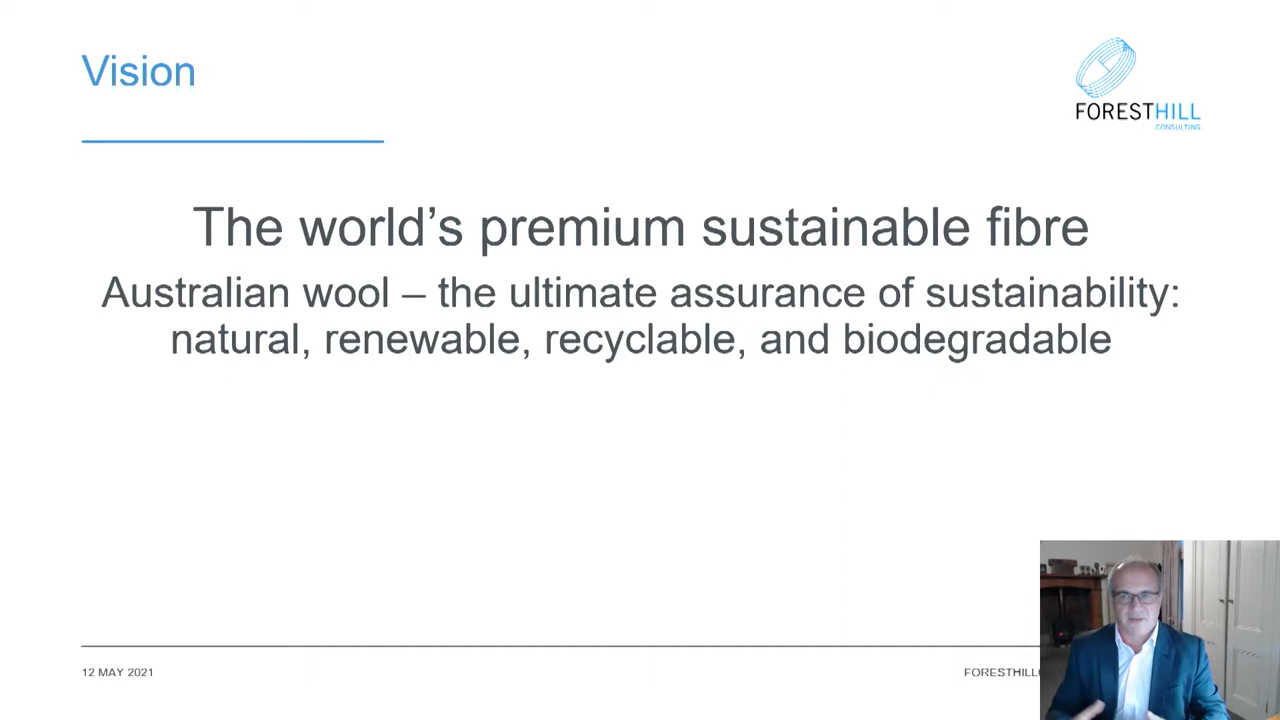 Vision
FORESTHILL
CONSULTING
The world's premium sustainable fibre
Australian wool – the ultimate assurance of sustainability:
natural, renewable, recyclable, and biodegradable
12 MAY 2021